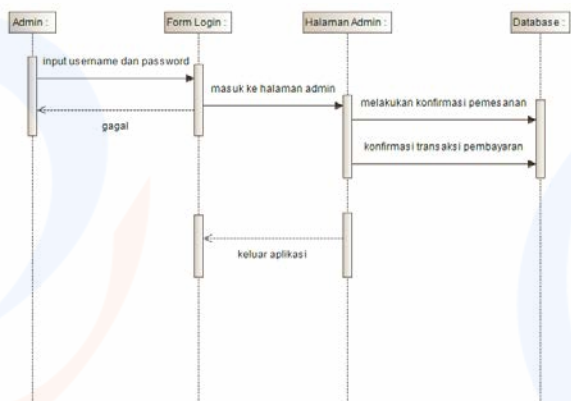 Admin :
Form Login :
Halaman Admin :
Database :
input username dan password
masuk ke halaman admin
melakukan konfirmasi pemesanan
gagal
konfirmasi transaksi pembayaran
keluar aplikasi